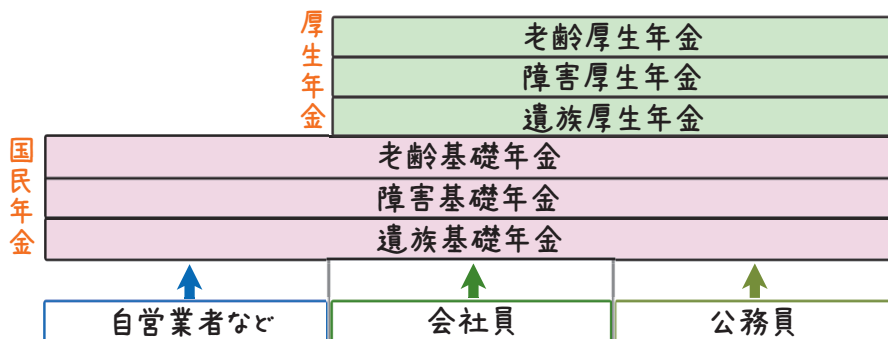 厚生年金
老齢厚生年金
障害厚生年金
遺族厚生年金
国民年金
老齢基礎年金
障害基礎年金
遺族基礎年金
自営業者など
会社員
公務員